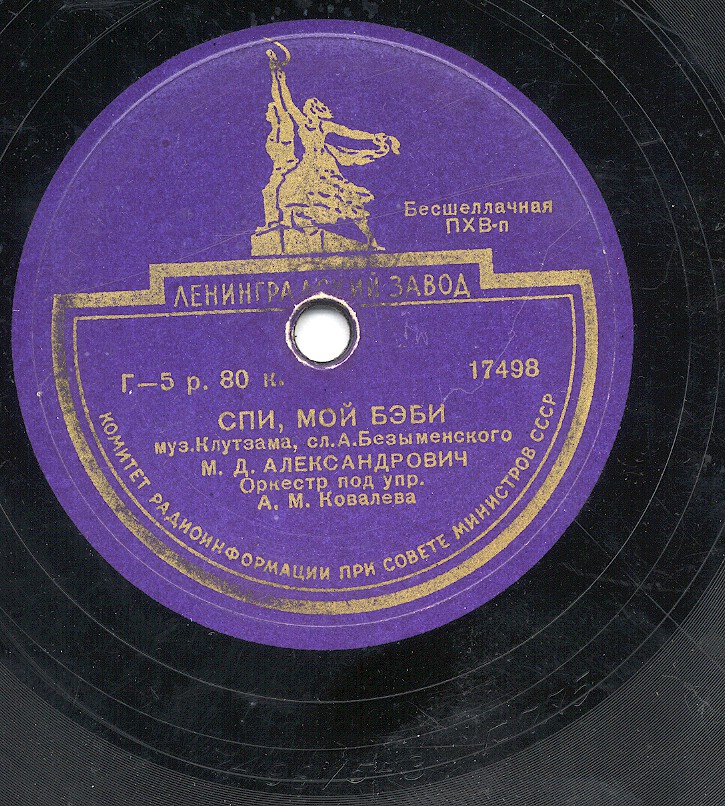 Бесшеллачная
ПХВ-п
ЛЕНИНГРАДСКИЙ ЗАВОД
Г—5 р. 80 к.
17498
СПИ, МОЙ БЭБИ
муз.Клутзама, сл.А.Безыменского
М. Д. АЛЕКСАНДРОВИЧ
Оркестр под упр.
А. М. Ковалева
КОМИТЕТ РАДИОИНФОРМАЦИИ ПРИ СОВЕТЕ МИНИСТРОВ СССР